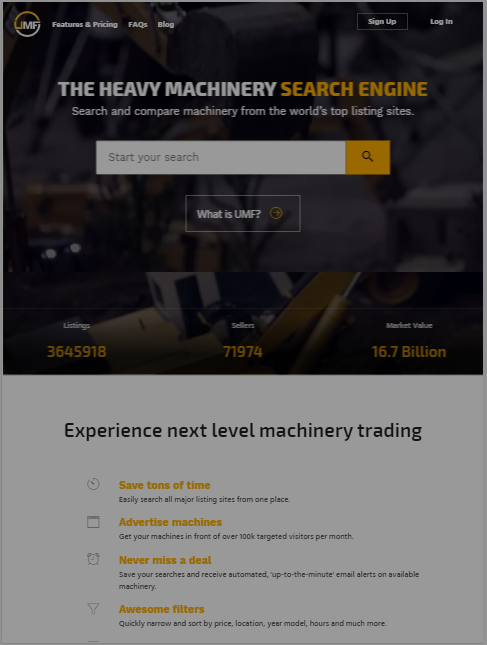 UMF
Features & Pricing FAQs Blog Sign Up Log In
THE HEAVY MACHINERY SEARCH ENGINE
Search and compare machinery from the world's top listing sites.
Start your search
What is UMF?
Listings Sellers Market Value
3645918 71974 16.7 Billion
Experience next level machinery trading
Save tons of time
Easily search all major listing sites from one place.
Advertise machines
Get your machines in front of over 100k targeted visitors per month.
Never miss a deal
Save your searches and receive automated, 'up-to-the-minute' email alerts on available
machinery.
Awesome filters
Quickly narrow and sort by price, location, year model, hours and much more.